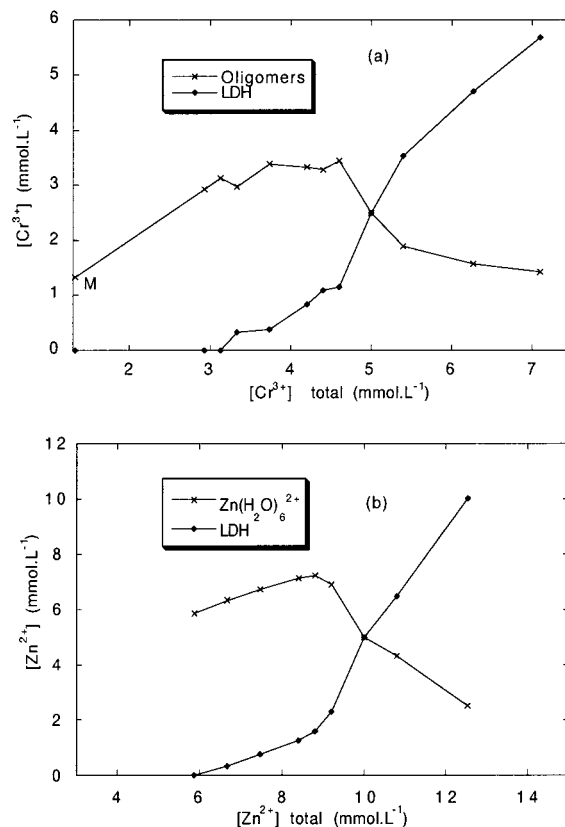 (a)
Oligomers
LDH
6
5
4
3
2
1
0
[Cr³⁺] (mmol.L⁻¹)
M
2 3 4 5 6 7
[Cr³⁺] total (mmol.L⁻¹)
(b)
Zn(H₂O)₆²⁺
LDH
12
10
8
6
4
2
0
[Zn²⁺] (mmol.L⁻¹)
4 6 8 10 12 14
[Zn²⁺] total (mmol.L⁻¹)